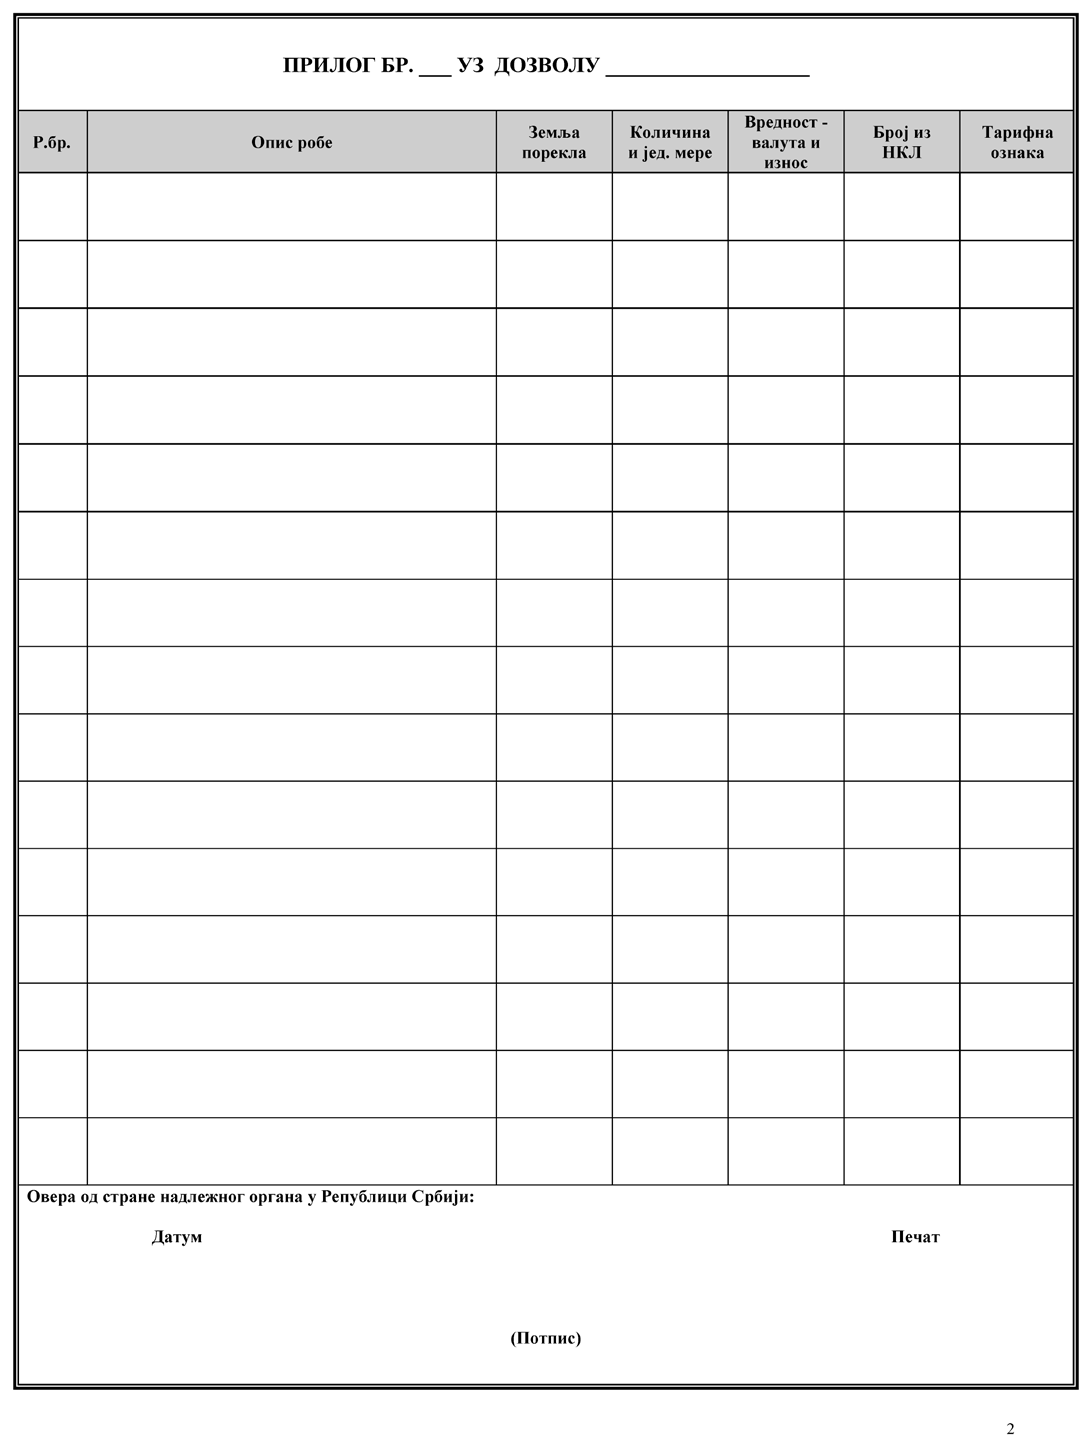 ПРИЛОГ БР. ___ УЗ ДОЗВОЛУ ___________________
Р.бр.
Опис робе
Земља
порекла
Количина
и јед. мере
Вредност -
валута и
износ
Број из
НКЛ
Тарифна
ознака
Овера од стране надлежног органа у Републици Србији:
Датум
Печат
(Потпис)
2